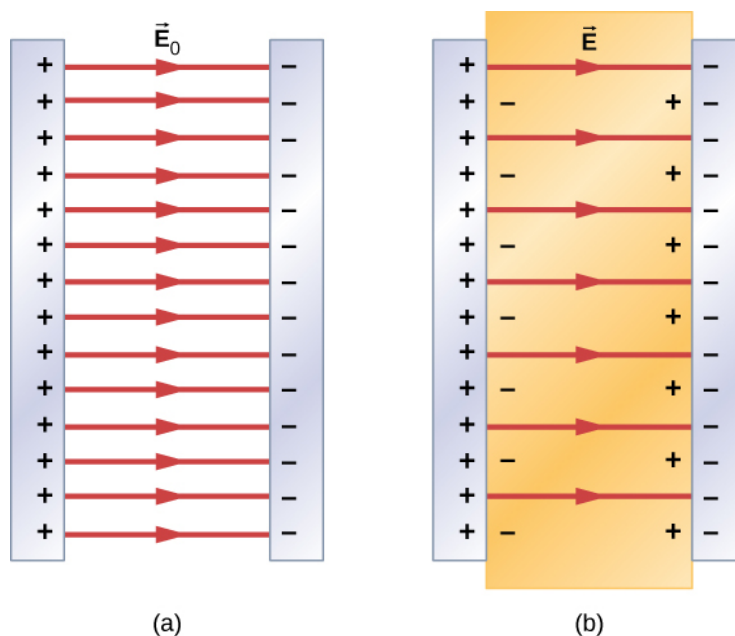 E⃗₀
E⃗
+ −
+ − + −
+ −
+ −
+ − + −
+ −
+ −
+ − + −
+ −
+ −
+ − + −
+ −
+ −
+ − + −
+ −
+ −
+ − + −
+ −
+ −
+ − + −
(a)
(b)